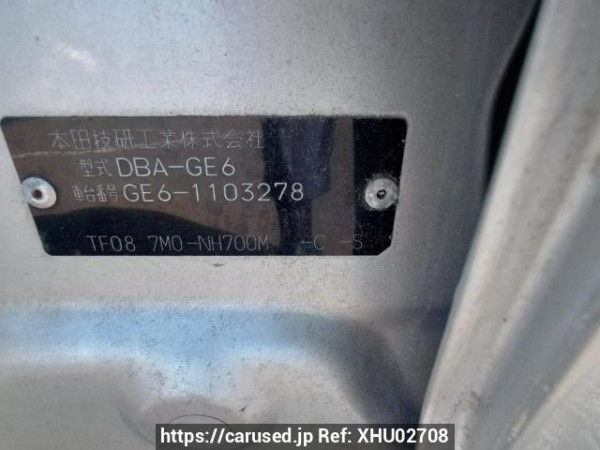 本田技研工業株式会社
型式 DBA-GE6
車台番号 GE6-1103278
TF08 7M0-NH700M -C -S
https://carused.jp Ref: XHU02708